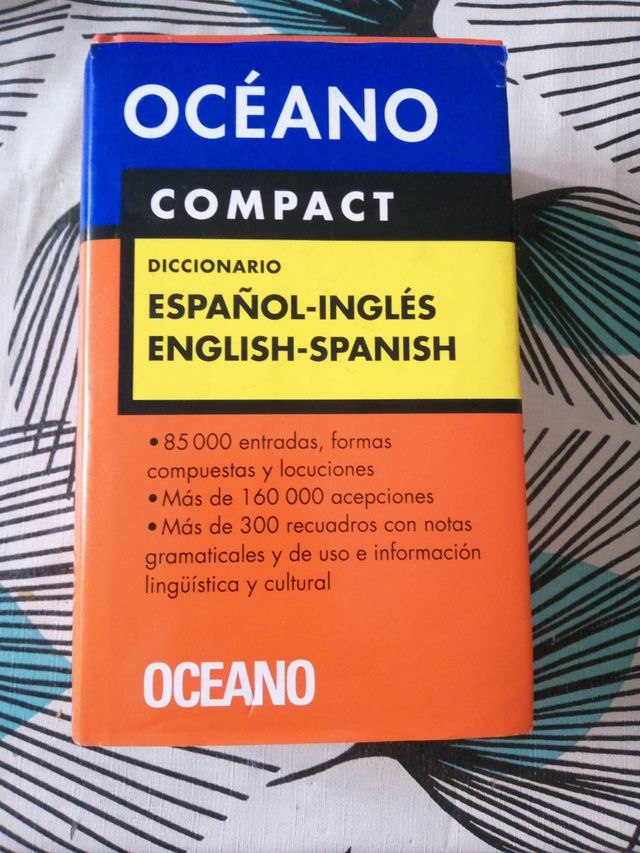 OCÉANO
COMPACT
DICCIONARIO
ESPAÑOL-INGLÉS
ENGLISH-SPANISH
• 85 000 entradas, formas
compuestas y locuciones
• Más de 160 000 acepciones
• Más de 300 recuadros con notas
gramaticales y de uso e información
lingüística y cultural
OCEANO